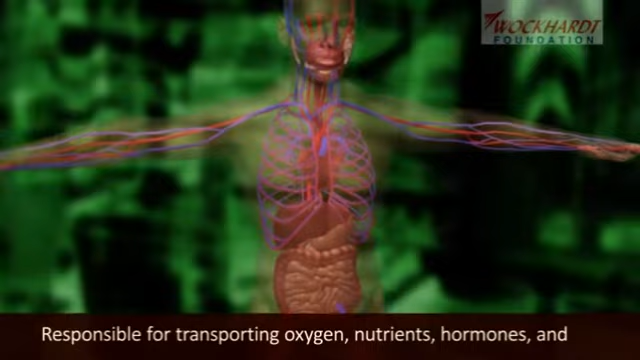 WOCKHARDT
FOUNDATION
Responsible for transporting oxygen, nutrients, hormones, and